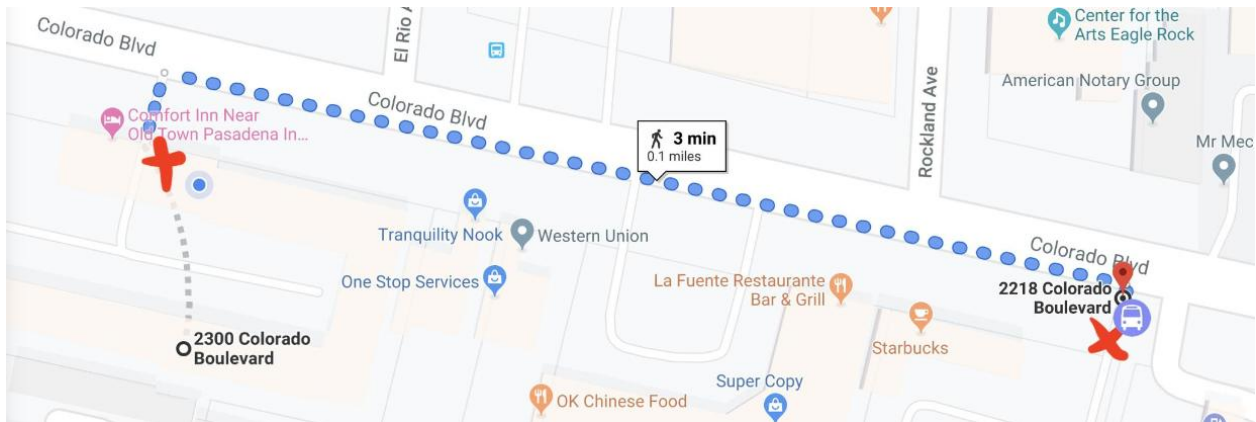 Colorado Blvd
El Rio A
Center for the
Arts Eagle Rock
American Notary Group
Rockland Ave
Colorado Blvd
Comfort Inn Near
Old Town Pasadena In...
3 min
0.1 miles
Mr Mec
Tranquility Nook
Western Union
Colorado Blvd
One Stop Services
La Fuente Restaurante
Bar & Grill
2218 Colorado
Boulevard
2300 Colorado
Boulevard
Starbucks
Super Copy
OK Chinese Food